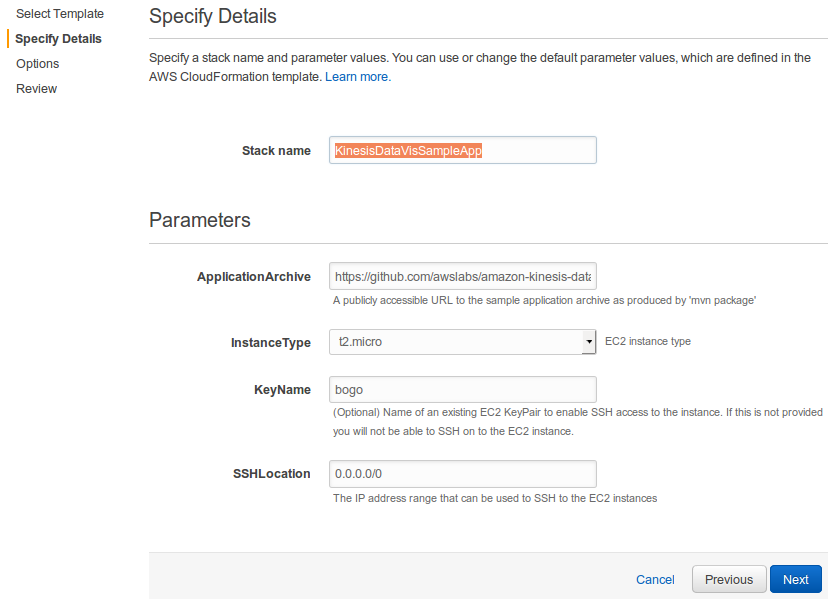 Select Template
Specify Details
Options
Review
Specify Details
Specify a stack name and parameter values. You can use or change the default parameter values, which are defined in the
AWS CloudFormation template. Learn more.
Stack name KinesisDataVisSampleApp
Parameters
ApplicationArchive https://github.com/awslabs/amazon-kinesis-data
A publicly accessible URL to the sample application archive as produced by 'mvn package'
InstanceType t2.micro EC2 instance type
KeyName bogo
(Optional) Name of an existing EC2 KeyPair to enable SSH access to the instance. If this is not provided
you will not be able to SSH on to the EC2 instance.
SSHLocation 0.0.0.0/0
The IP address range that can be used to SSH to the EC2 instances
Cancel Previous Next